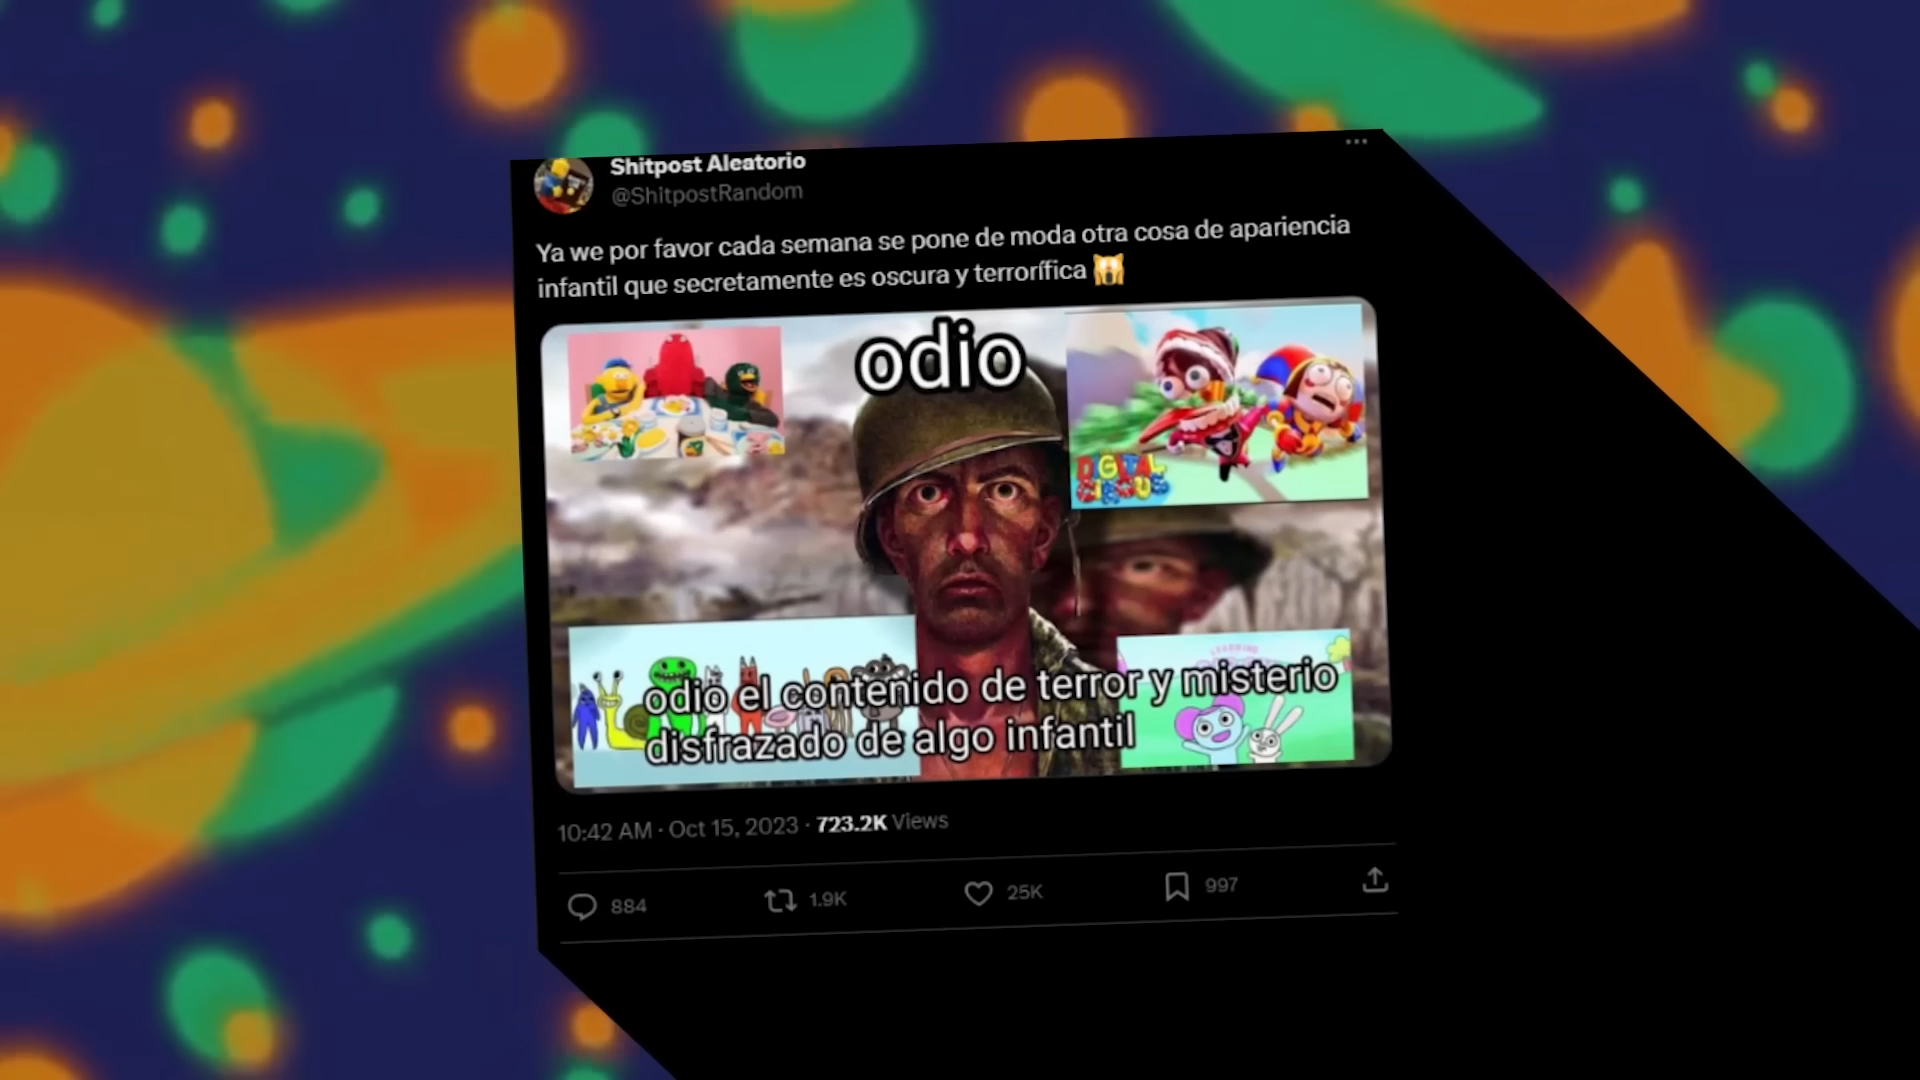 Shitpost Aleatorio
@ShitpostRandom
Ya we por favor cada semana se pone de moda otra cosa de apariencia
infantil que secretamente es oscura y terrorífica
odio
DIGITAL
CIRCUS
LEARNING
odio el contenido de terror y misterio
disfrazado de algo infantil
10:42 AM · Oct 15, 2023 · 723.2K Views
884
1.9K
25K
997